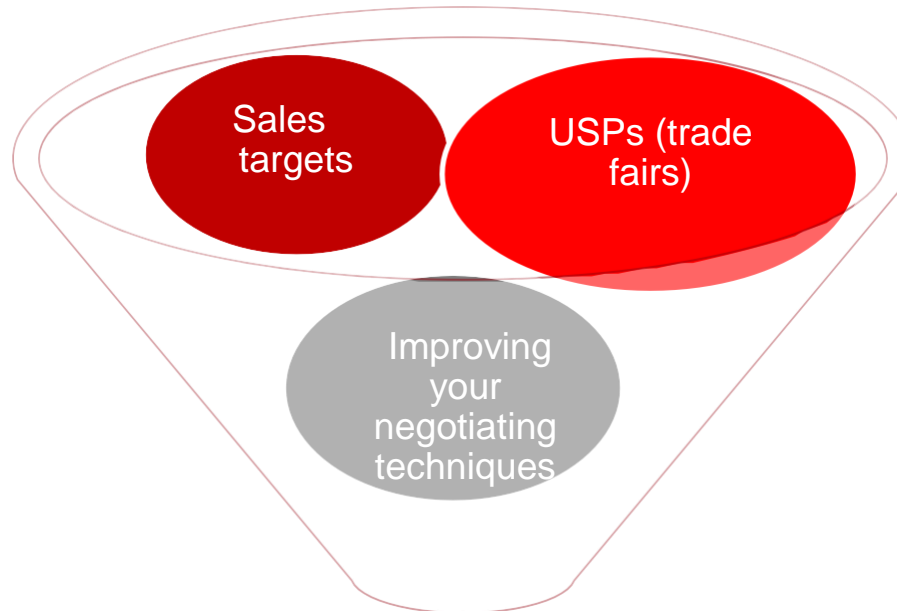 Sales
targets
USPs (trade
fairs)
Improving
your
negotiating
techniques